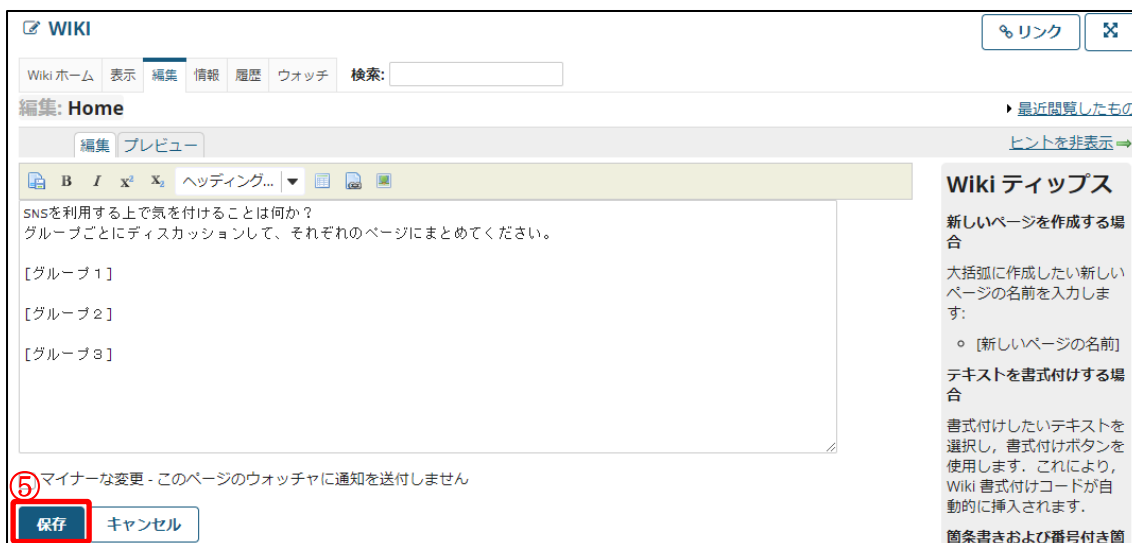 WIKI
リンク
Wiki ホーム 表示 編集 情報 履歴 ウォッチ 検索:
編集: Home
最近閲覧したもの
編集 プレビュー
ヒントを非表示
B I X² X₂ ヘッディング...
SNSを利用する上で気を付けることは何か？
グループごとにディスカッションして、それぞれのページにまとめてください。
[グループ１]
[グループ２]
[グループ３]
⑤
マイナーな変更 - このページのウォッチャに通知を送付しません
保存 キャンセル
Wiki ティップス
新しいページを作成する場
合
大括弧に作成したい新しい
ページの名前を入力しま
す:
[新しいページの名前]
テキストを書式付けする場
合
書式付けしたいテキストを
選択し，書式付けボタンを
使用します．これにより，
Wiki 書式付けコードが自
動的に挿入されます．
箇条書きおよび番号付き箇